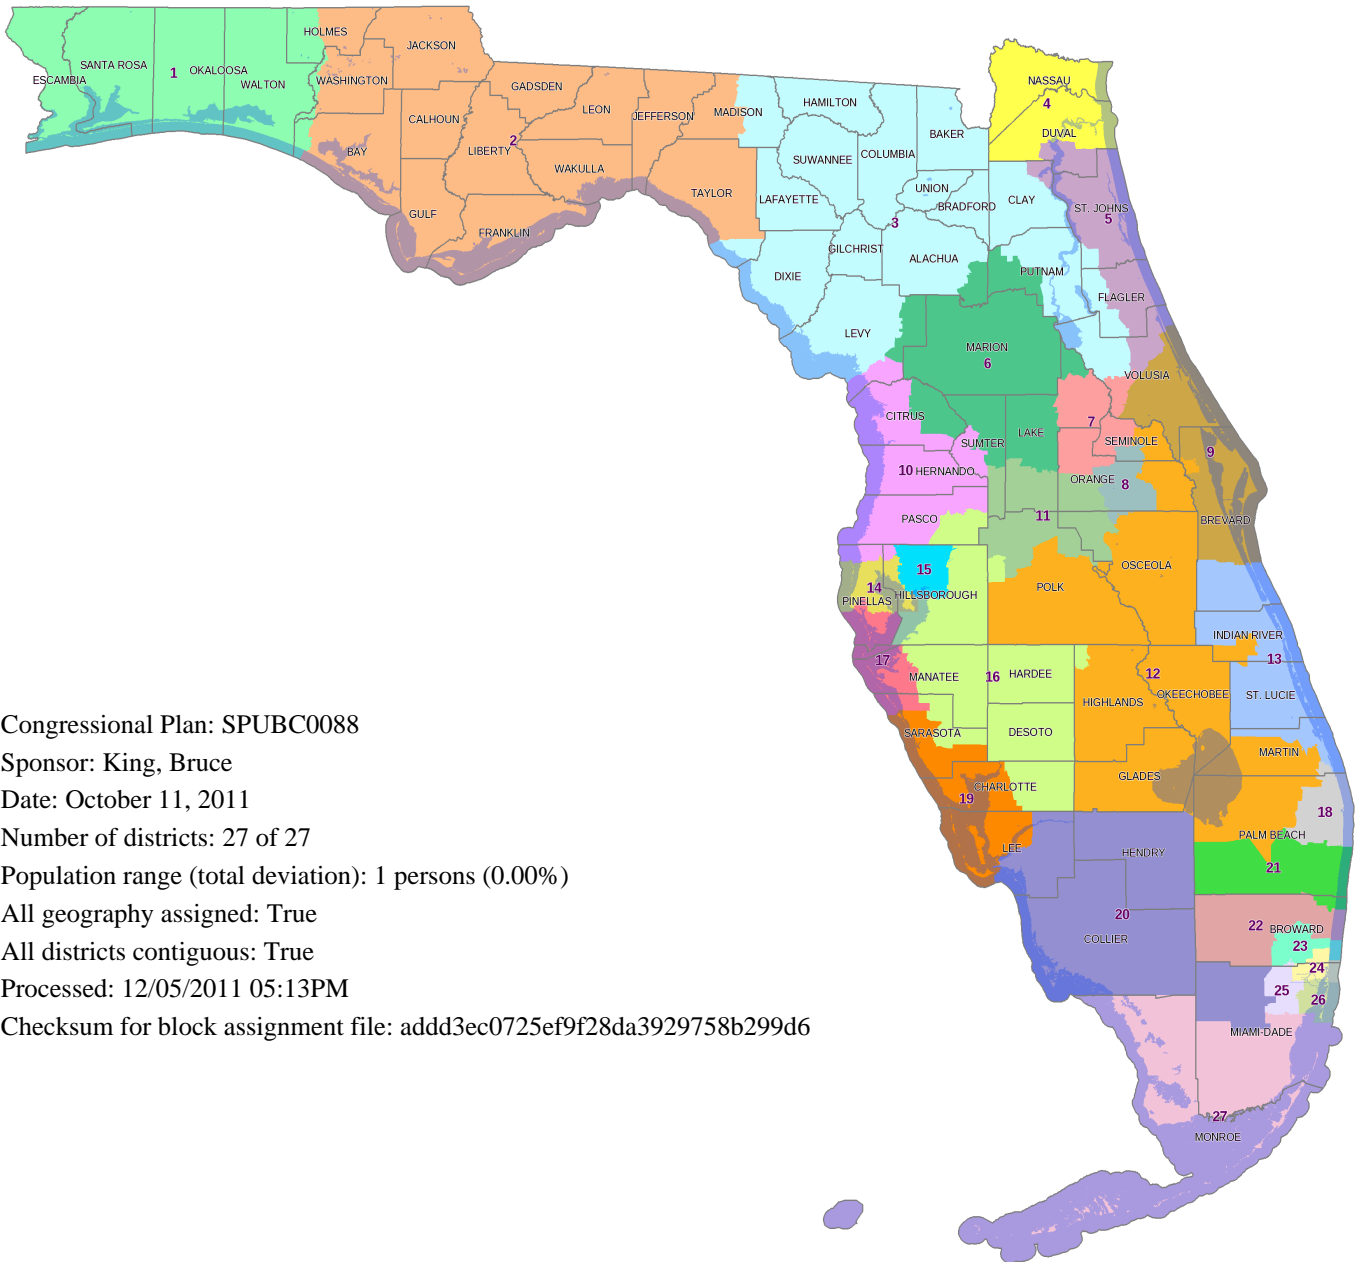 HOLMES
JACKSON
SANTA ROSA
1
OKALOOSA
ESCAMBIA
WALTON
WASHINGTON
GADSDEN
LEON
JEFFERSON
MADISON
CALHOUN
LIBERTY
2
BAY
WAKULLA
TAYLOR
GULF
FRANKLIN
HAMILTON
BAKER
NASSAU
4
DUVAL
SUWANNEE
COLUMBIA
LAFAYETTE
UNION
BRADFORD
CLAY
ST. JOHNS
5
3
GILCHRIST
ALACHUA
DIXIE
PUTNAM
FLAGLER
LEVY
MARION
6
VOLUSIA
CITRUS
7
SUMTER
LAKE
SEMINOLE
9
10
HERNANDO
ORANGE
8
PASCO
11
BREVARD
15
OSCEOLA
14
POLK
PINELLAS
HILLSBOROUGH
INDIAN RIVER
13
17
MANATEE
16
HARDEE
12
HIGHLANDS
OKEECHOBEE
ST. LUCIE
SARASOTA
DESOTO
MARTIN
GLADES
CHARLOTTE
19
18
PALM BEACH
LEE
HENDRY
21
20
COLLIER
22
BROWARD
23
24
25
26
MIAMI-DADE
27
MONROE
Congressional Plan: SPUBC0088
Sponsor: King, Bruce
Date: October 11, 2011
Number of districts: 27 of 27
Population range (total deviation): 1 persons (0.00%)
All geography assigned: True
All districts contiguous: True
Processed: 12/05/2011 05:13PM
Checksum for block assignment file: addd3ec0725ef9f28da3929758b299d6